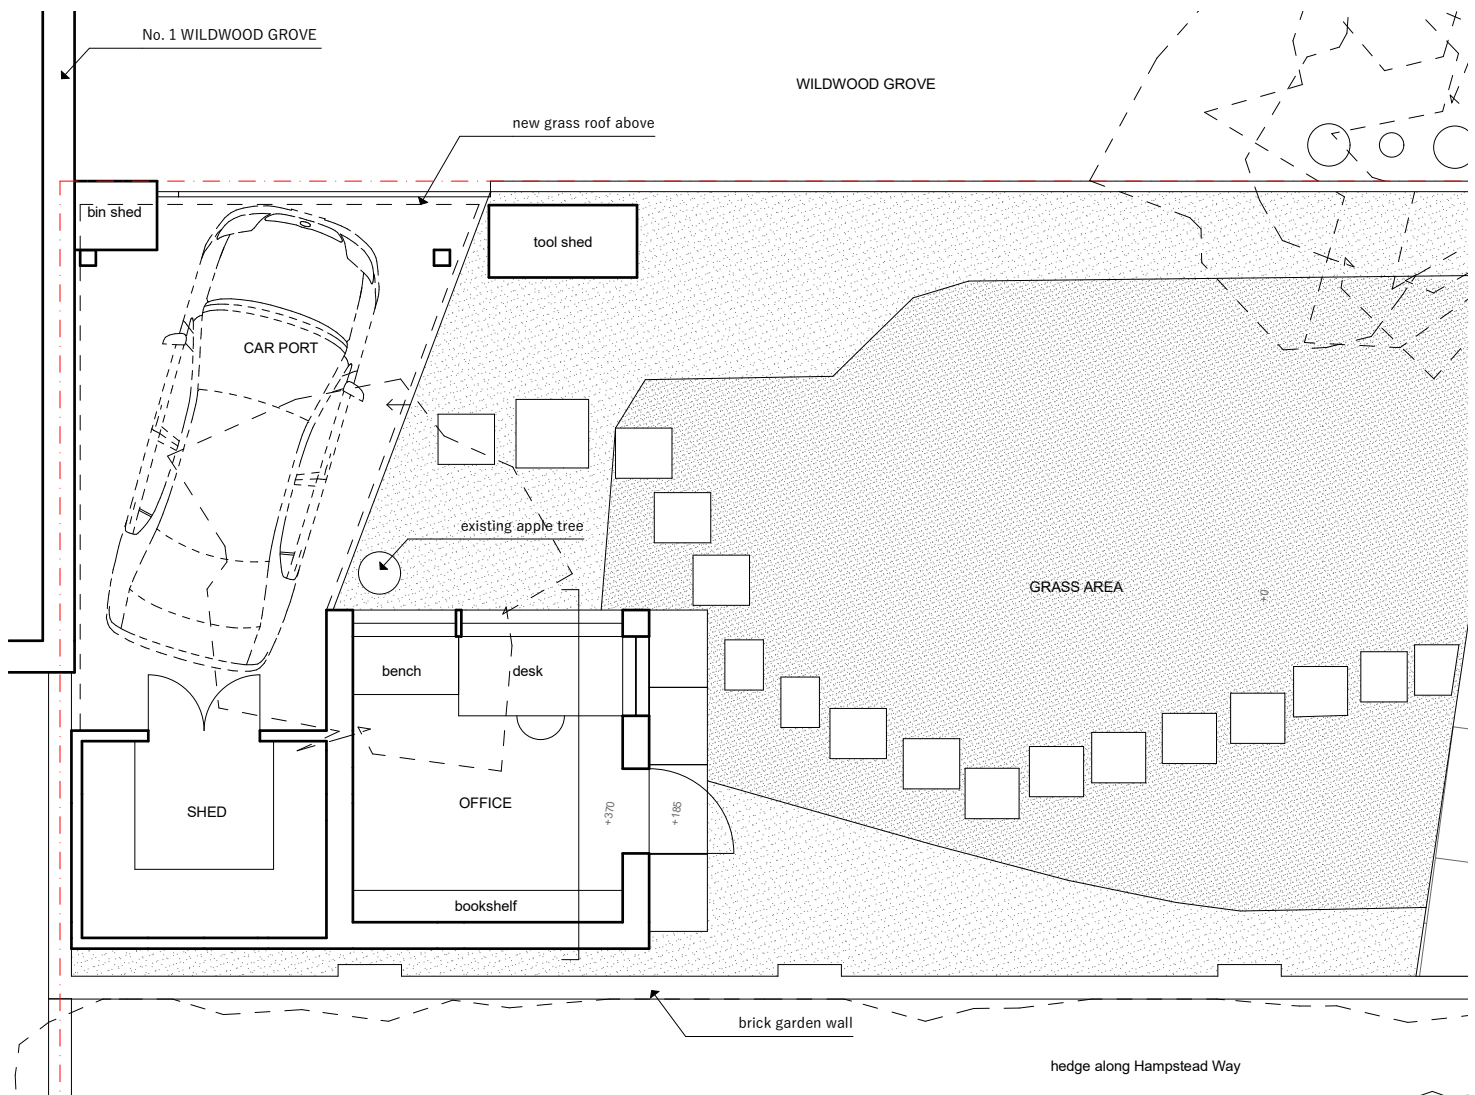 No. 1 WILDWOOD GROVE
WILDWOOD GROVE
new grass roof above
bin shed
tool shed
CAR PORT
existing apple tree
GRASS AREA
+0
bench
desk
SHED
OFFICE
+370
+185
bookshelf
brick garden wall
hedge along Hampstead Way